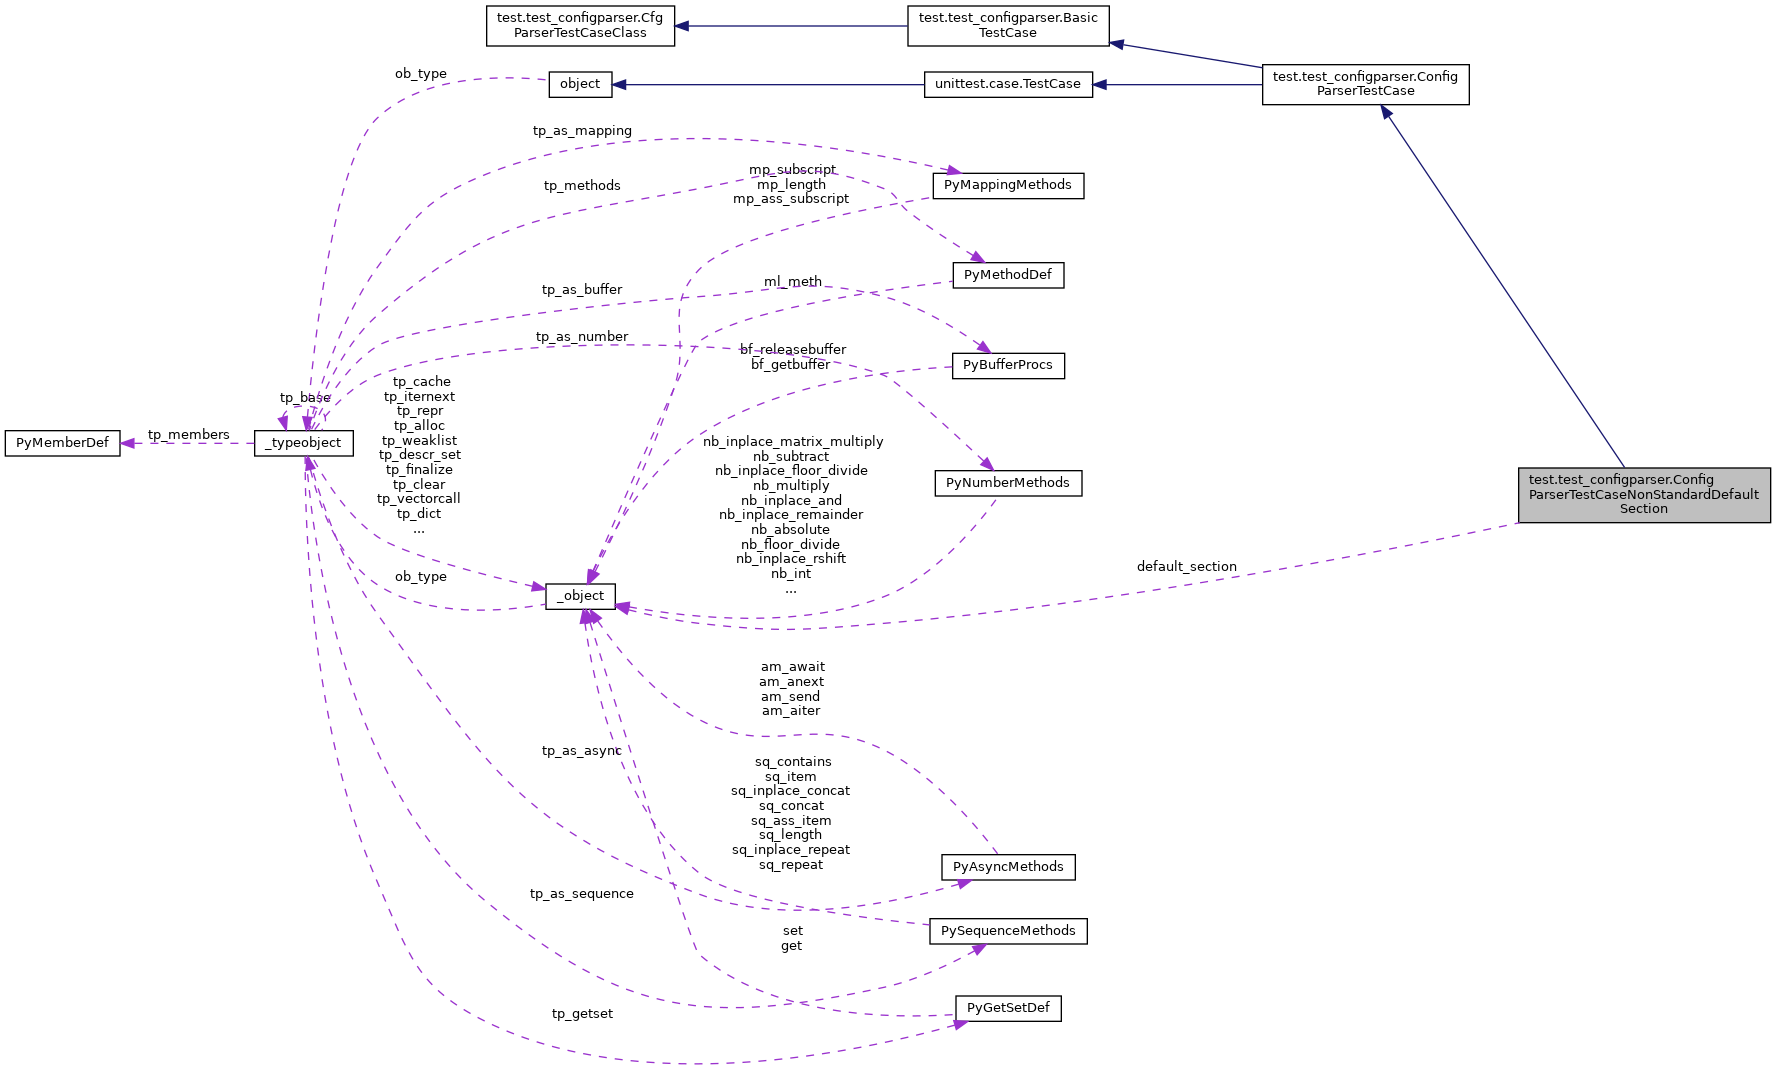 test.test_configparser.Cfg
ParserTestCaseClass
test.test_configparser.Basic
TestCase
test.test_configparser.Config
ParserTestCase
ob_type
object
unittest.case.TestCase
tp_as_mapping
mp_subscript
mp_length
mp_ass_subscript
PyMappingMethods
tp_methods
PyMethodDef
ml_meth
tp_as_buffer
tp_as_number
bf_releasebuffer
bf_getbuffer
PyBufferProcs
tp_base
tp_cache
tp_iternext
tp_repr
tp_alloc
tp_weaklist
tp_descr_set
tp_finalize
tp_clear
tp_vectorcall
tp_dict
...
PyMemberDef
tp_members
_typeobject
nb_inplace_matrix_multiply
nb_subtract
nb_inplace_floor_divide
nb_multiply
nb_inplace_and
nb_inplace_remainder
nb_absolute
nb_floor_divide
nb_inplace_rshift
nb_int
...
PyNumberMethods
test.test_configparser.Config
ParserTestCaseNonStandardDefault
Section
default_section
ob_type
_object
am_await
am_anext
am_send
am_aiter
tp_as_async
sq_contains
sq_item
sq_inplace_concat
sq_concat
sq_ass_item
sq_length
sq_inplace_repeat
sq_repeat
PyAsyncMethods
tp_as_sequence
PySequenceMethods
set
get
PyGetSetDef
tp_getset